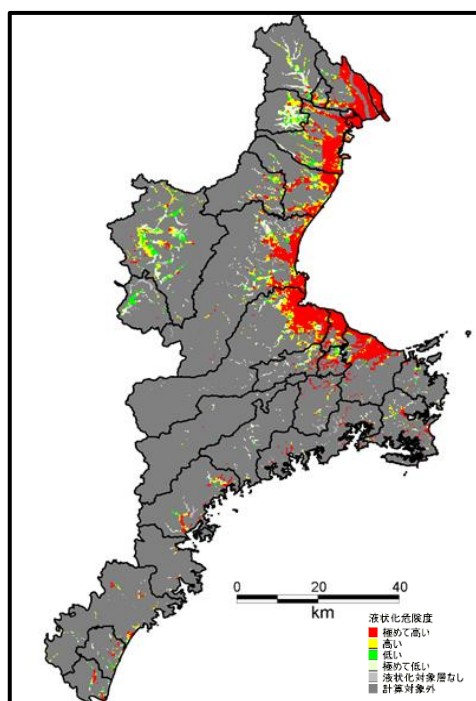 0 20 40
km
液状化危険度
極めて高い
高い
低い
極めて低い
液状化対象層なし
計算対象外